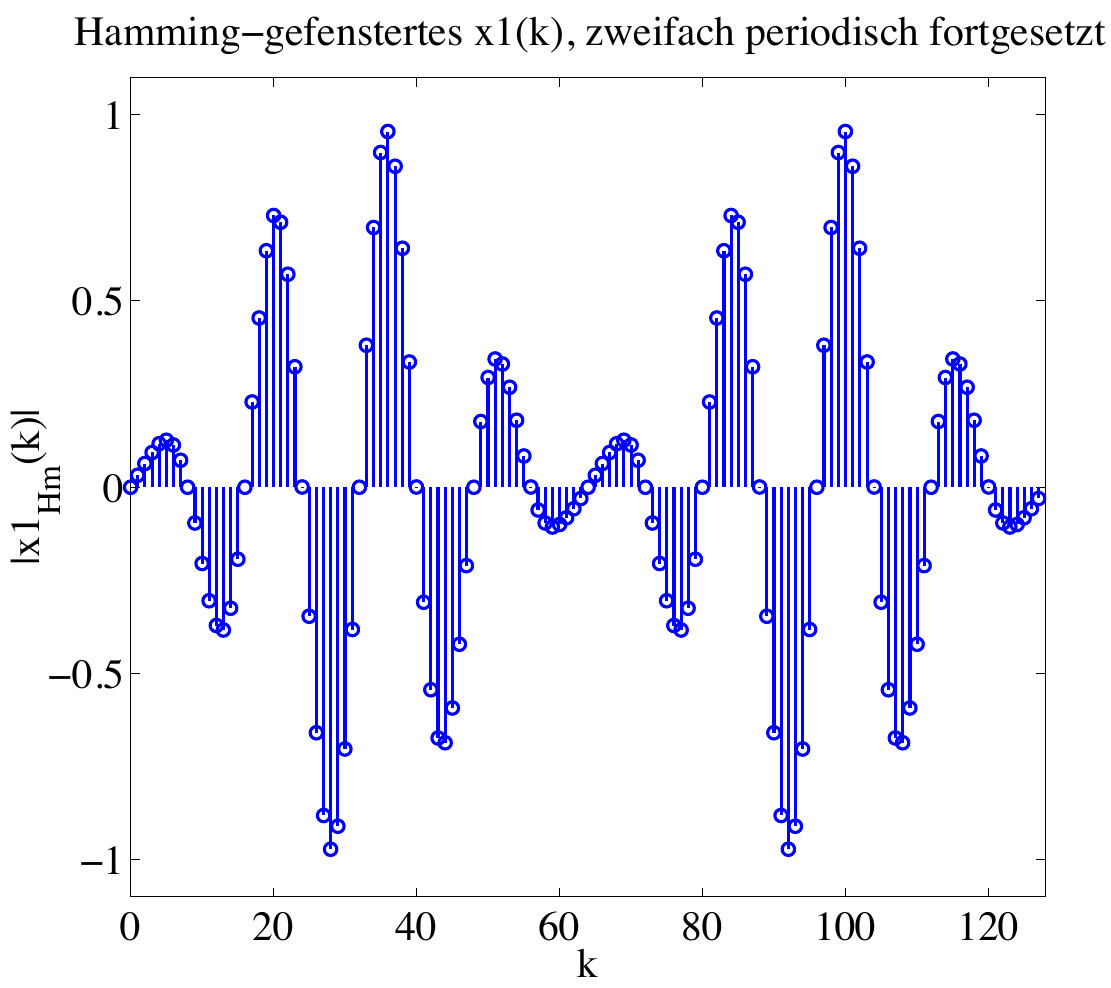 Hamming−gefenstertes x1(k), zweifach periodisch fortgesetzt
|x1_Hm(k)|
1
0.5
0
−0.5
−1
0 20 40 60 80 100 120
k